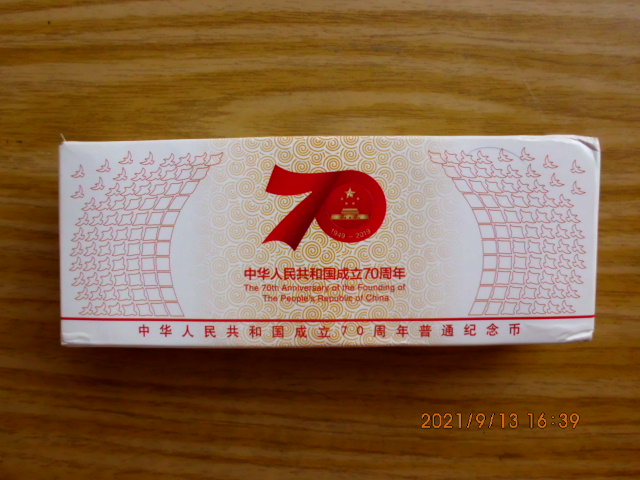 1949 - 2019
中华人民共和国成立70周年
The 70th Anniversary of the Founding of
The People's Republic of China
中华人民共和国成立70周年普通纪念币
2021/9/13 16:39